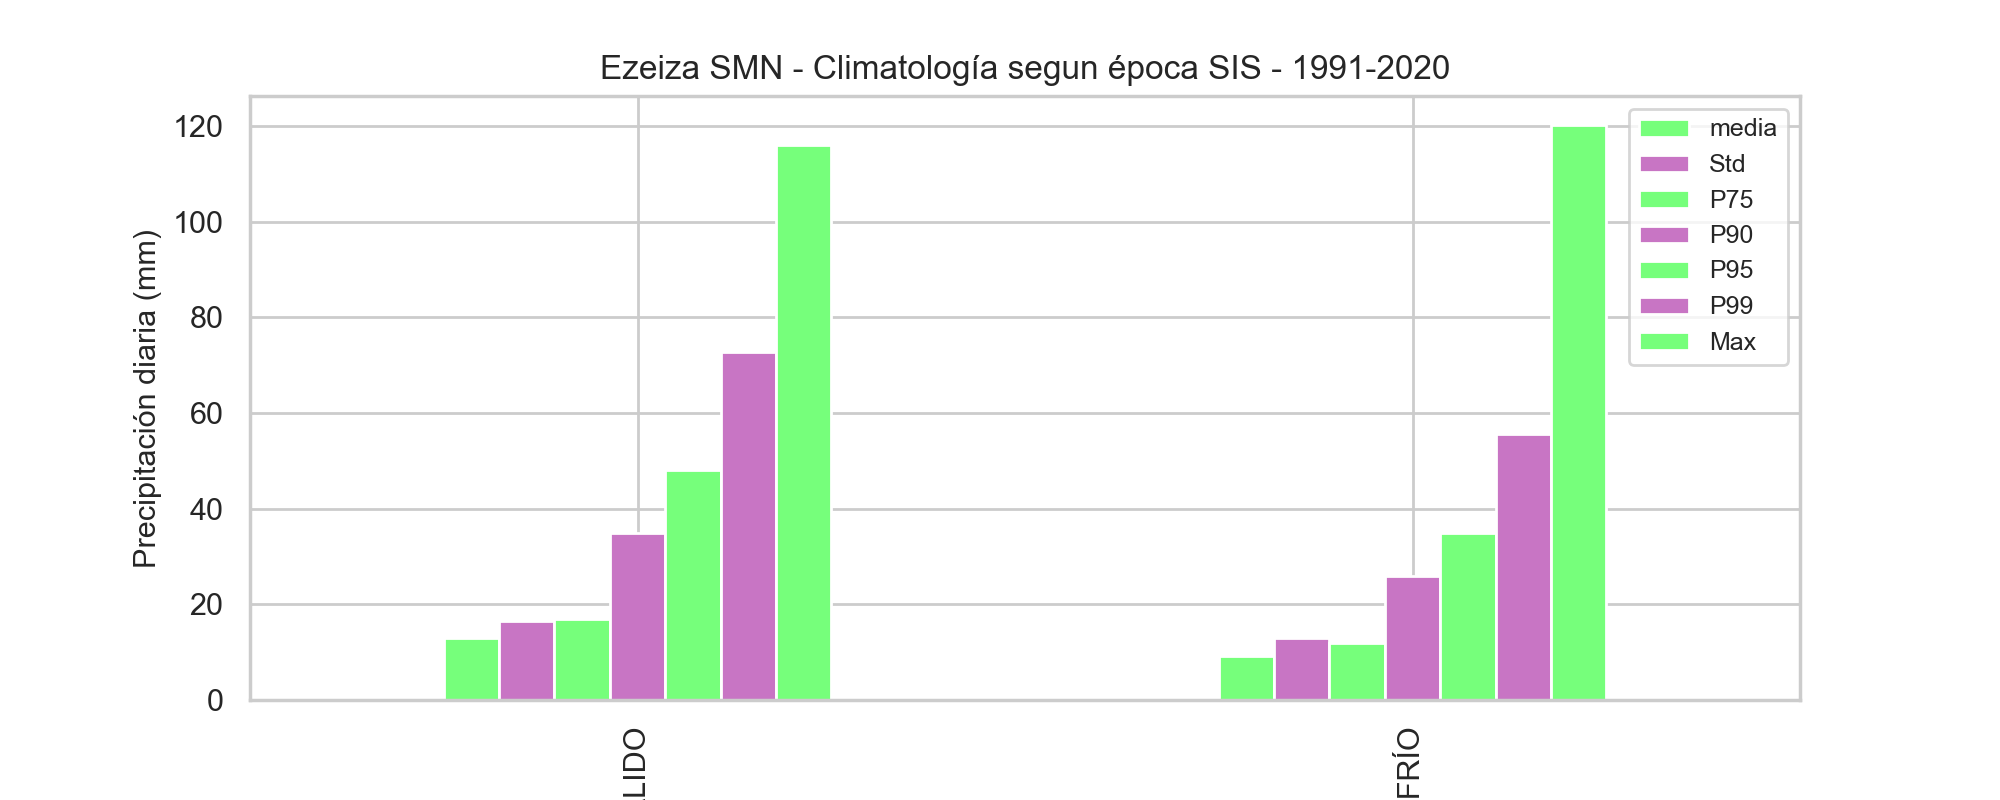 Ezeiza SMN - Climatología segun época SIS - 1991-2020
Precipitación diaria (mm)
120
100
80
60
40
20
0
media
Std
P75
P90
P95
P99
Max
FRÍO